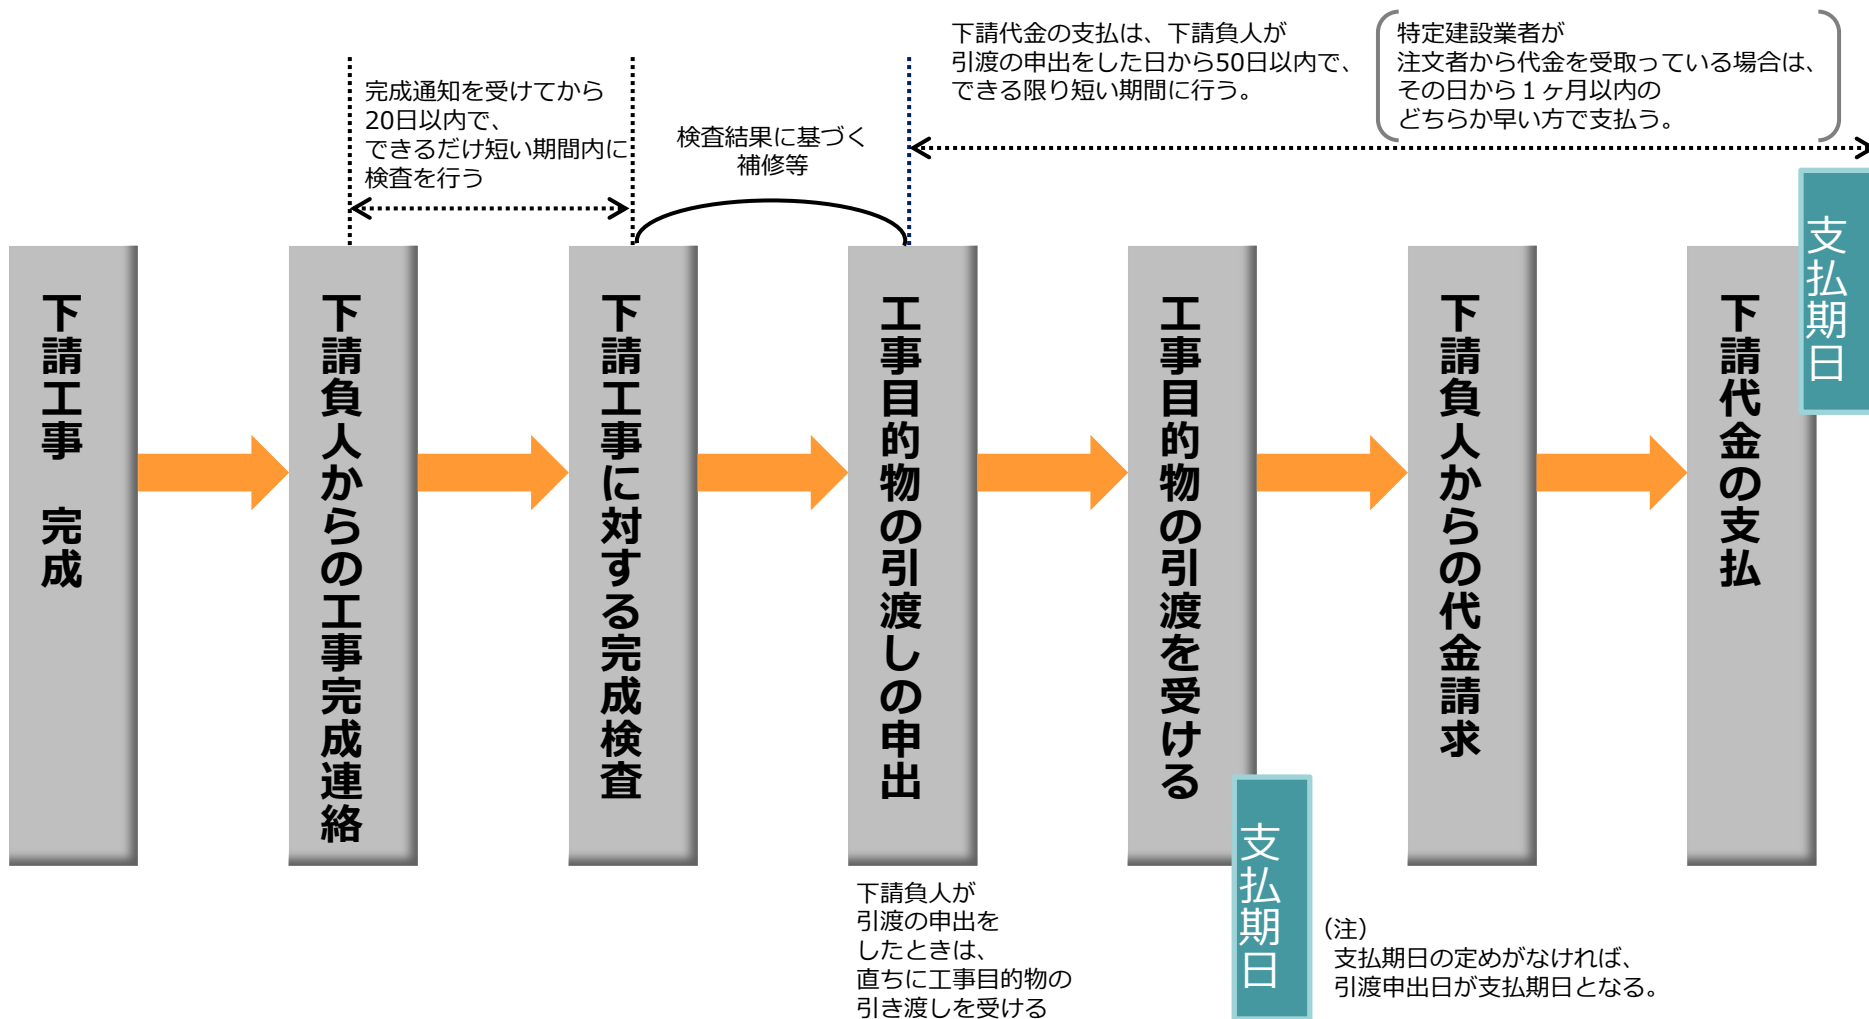 下請代金の支払は、下請負人が
引渡の申出をした日から50日以内で、
できる限り短い期間に行う。
特定建設業者が
注文者から代金を受取っている場合は、
その日から１ヶ月以内の
どちらか早い方で支払う。
完成通知を受けてから
20日以内で、
できるだけ短い期間内に
検査を行う
検査結果に基づく
補修等
下請工事　完成
下請負人からの工事完成連絡
下請工事に対する完成検査
工事目的物の引渡しの申出
工事目的物の引渡を受ける
下請負人からの代金請求
下請代金の支払
支払期日
支払期日
下請負人が
引渡の申出を
したときは、
直ちに工事目的物の
引き渡しを受ける
（注）
支払期日の定めがなければ、
引渡申出日が支払期日となる。